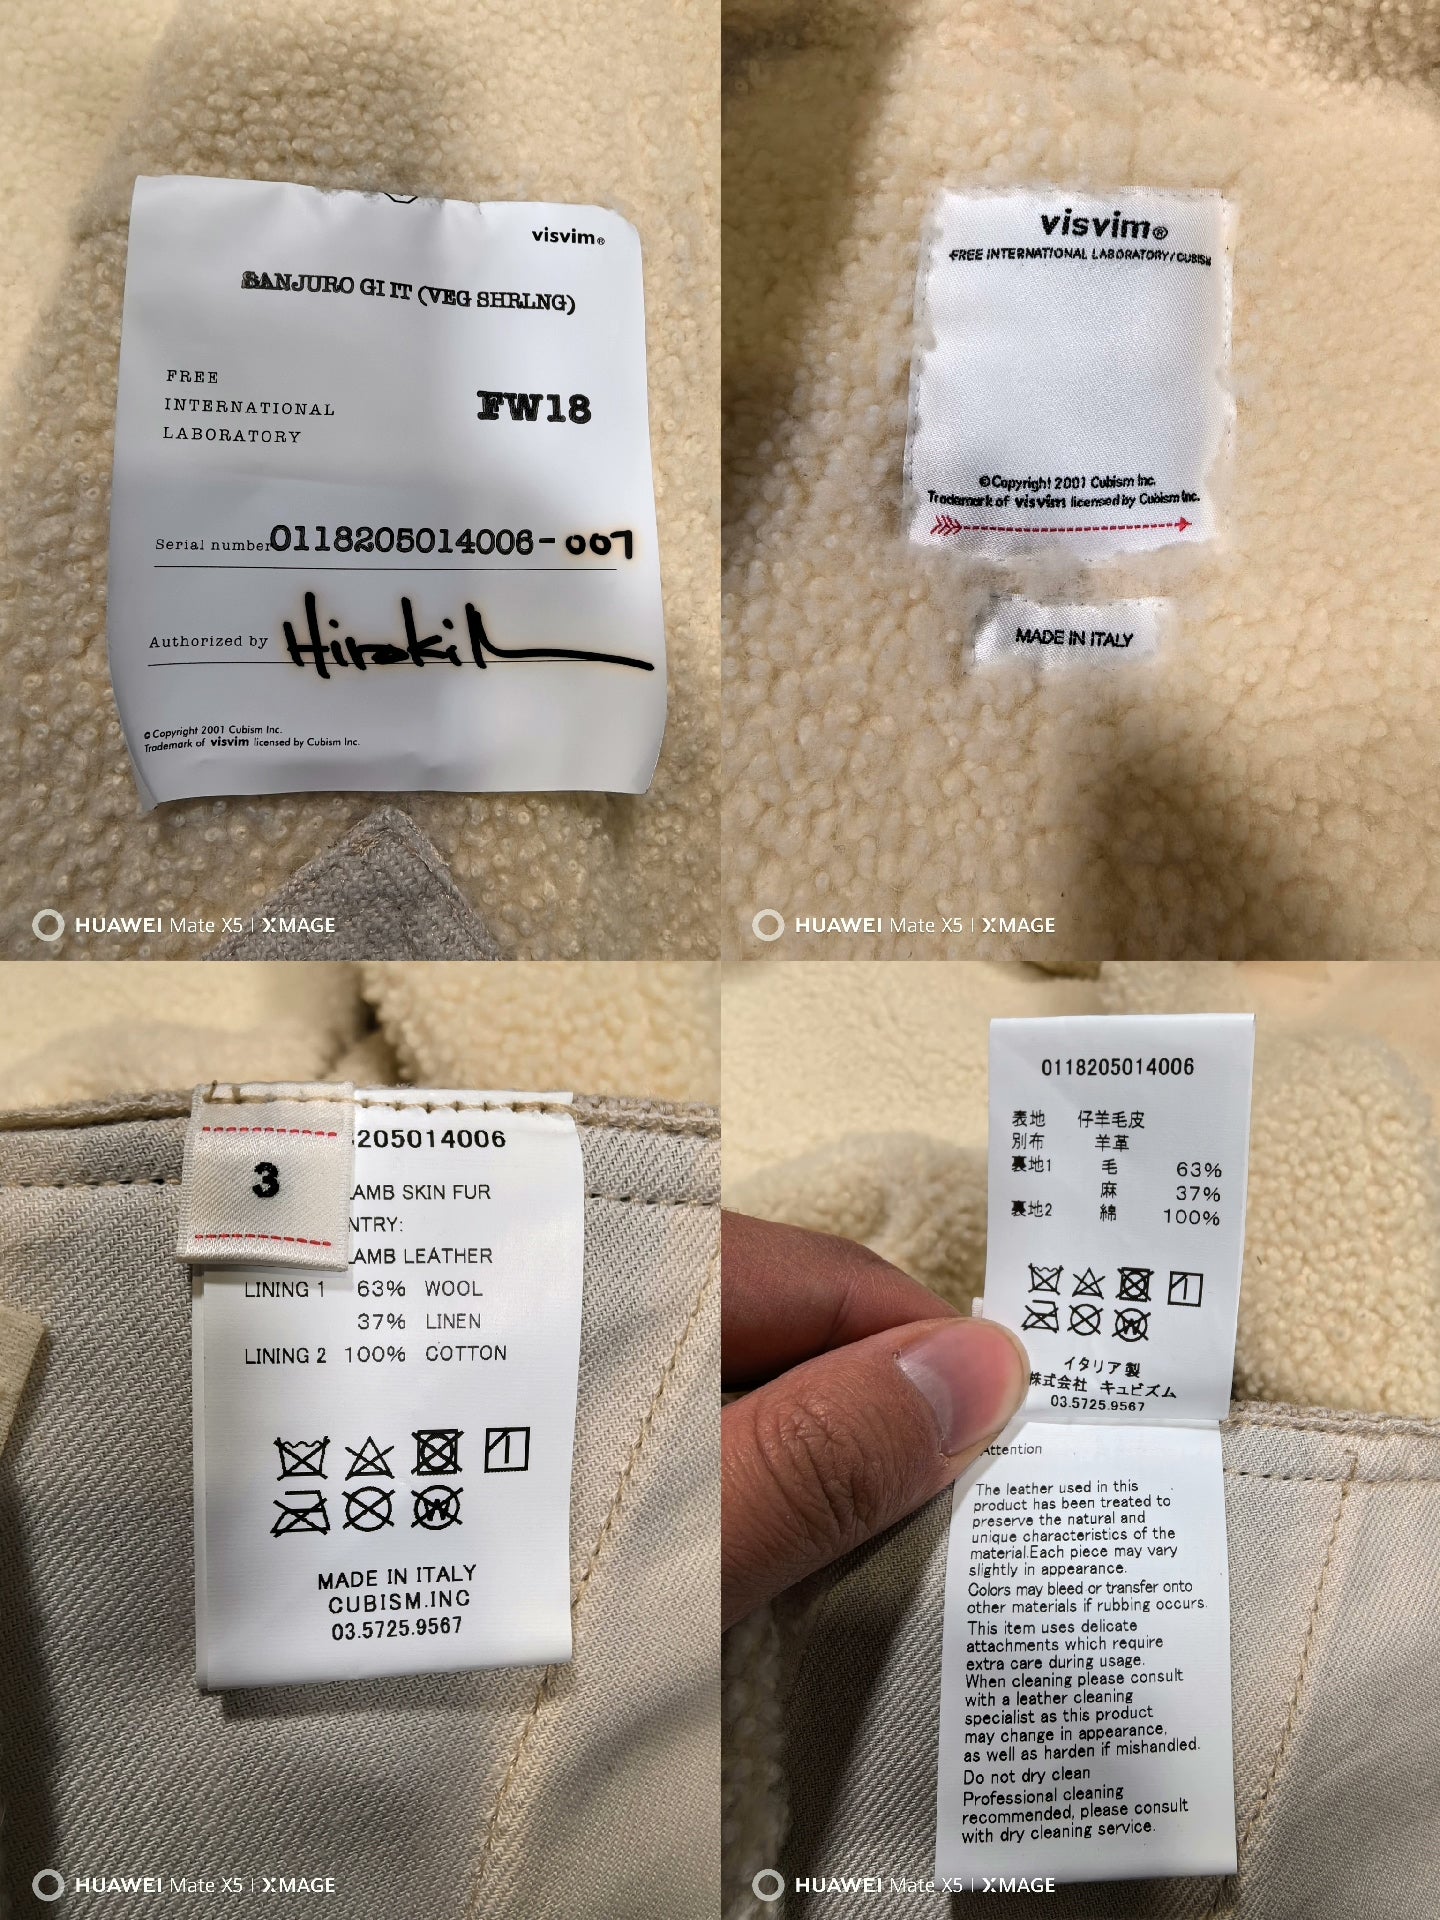 visvim®
SANJURO GI IT (VEG SHRLNG)
FREE
INTERNATIONAL
LABORATORY
FW18
Serial number 0118205014006-007
Authorized by Hiroki N
© Copyright 2001 Cubism Inc.
Trademark of visvim licensed by Cubism Inc.
HUAWEI Mate X5 | XMAGE
visvim®
FREE INTERNATIONAL LABORATORY/CUBISM
©Copyright 2001 Cubism Inc.
Trademark of visvim licensed by Cubism Inc.
MADE IN ITALY
HUAWEI Mate X5 | XMAGE
3
205014006
AMB SKIN FUR
NTRY:
AMB LEATHER
LINING 1 63% WOOL
37% LINEN
LINING 2 100% COTTON
W
MADE IN ITALY
CUBISM.INC
03.5725.9567
HUAWEI Mate X5 | XMAGE
0118205014006
表地 仔羊毛皮
別布 羊革
裏地1 毛 63%
麻 37%
裏地2 綿 100%
W
イタリア製
株式会社 キュビズム
03.5725.9567
Attention
The leather used in this
product has been treated to
preserve the natural and
unique characteristics of the
material.Each piece may vary
slightly in appearance.
Colors may bleed or transfer onto
other materials if rubbing occurs.
This item uses delicate
attachments which require
extra care during usage.
When cleaning please consult
with a leather cleaning
specialist as this product
may change in appearance,
as well as harden if mishandled.
Do not dry clean
Professional cleaning
recommended, please consult
with dry cleaning service.
HUAWEI Mate X5 | XMAGE